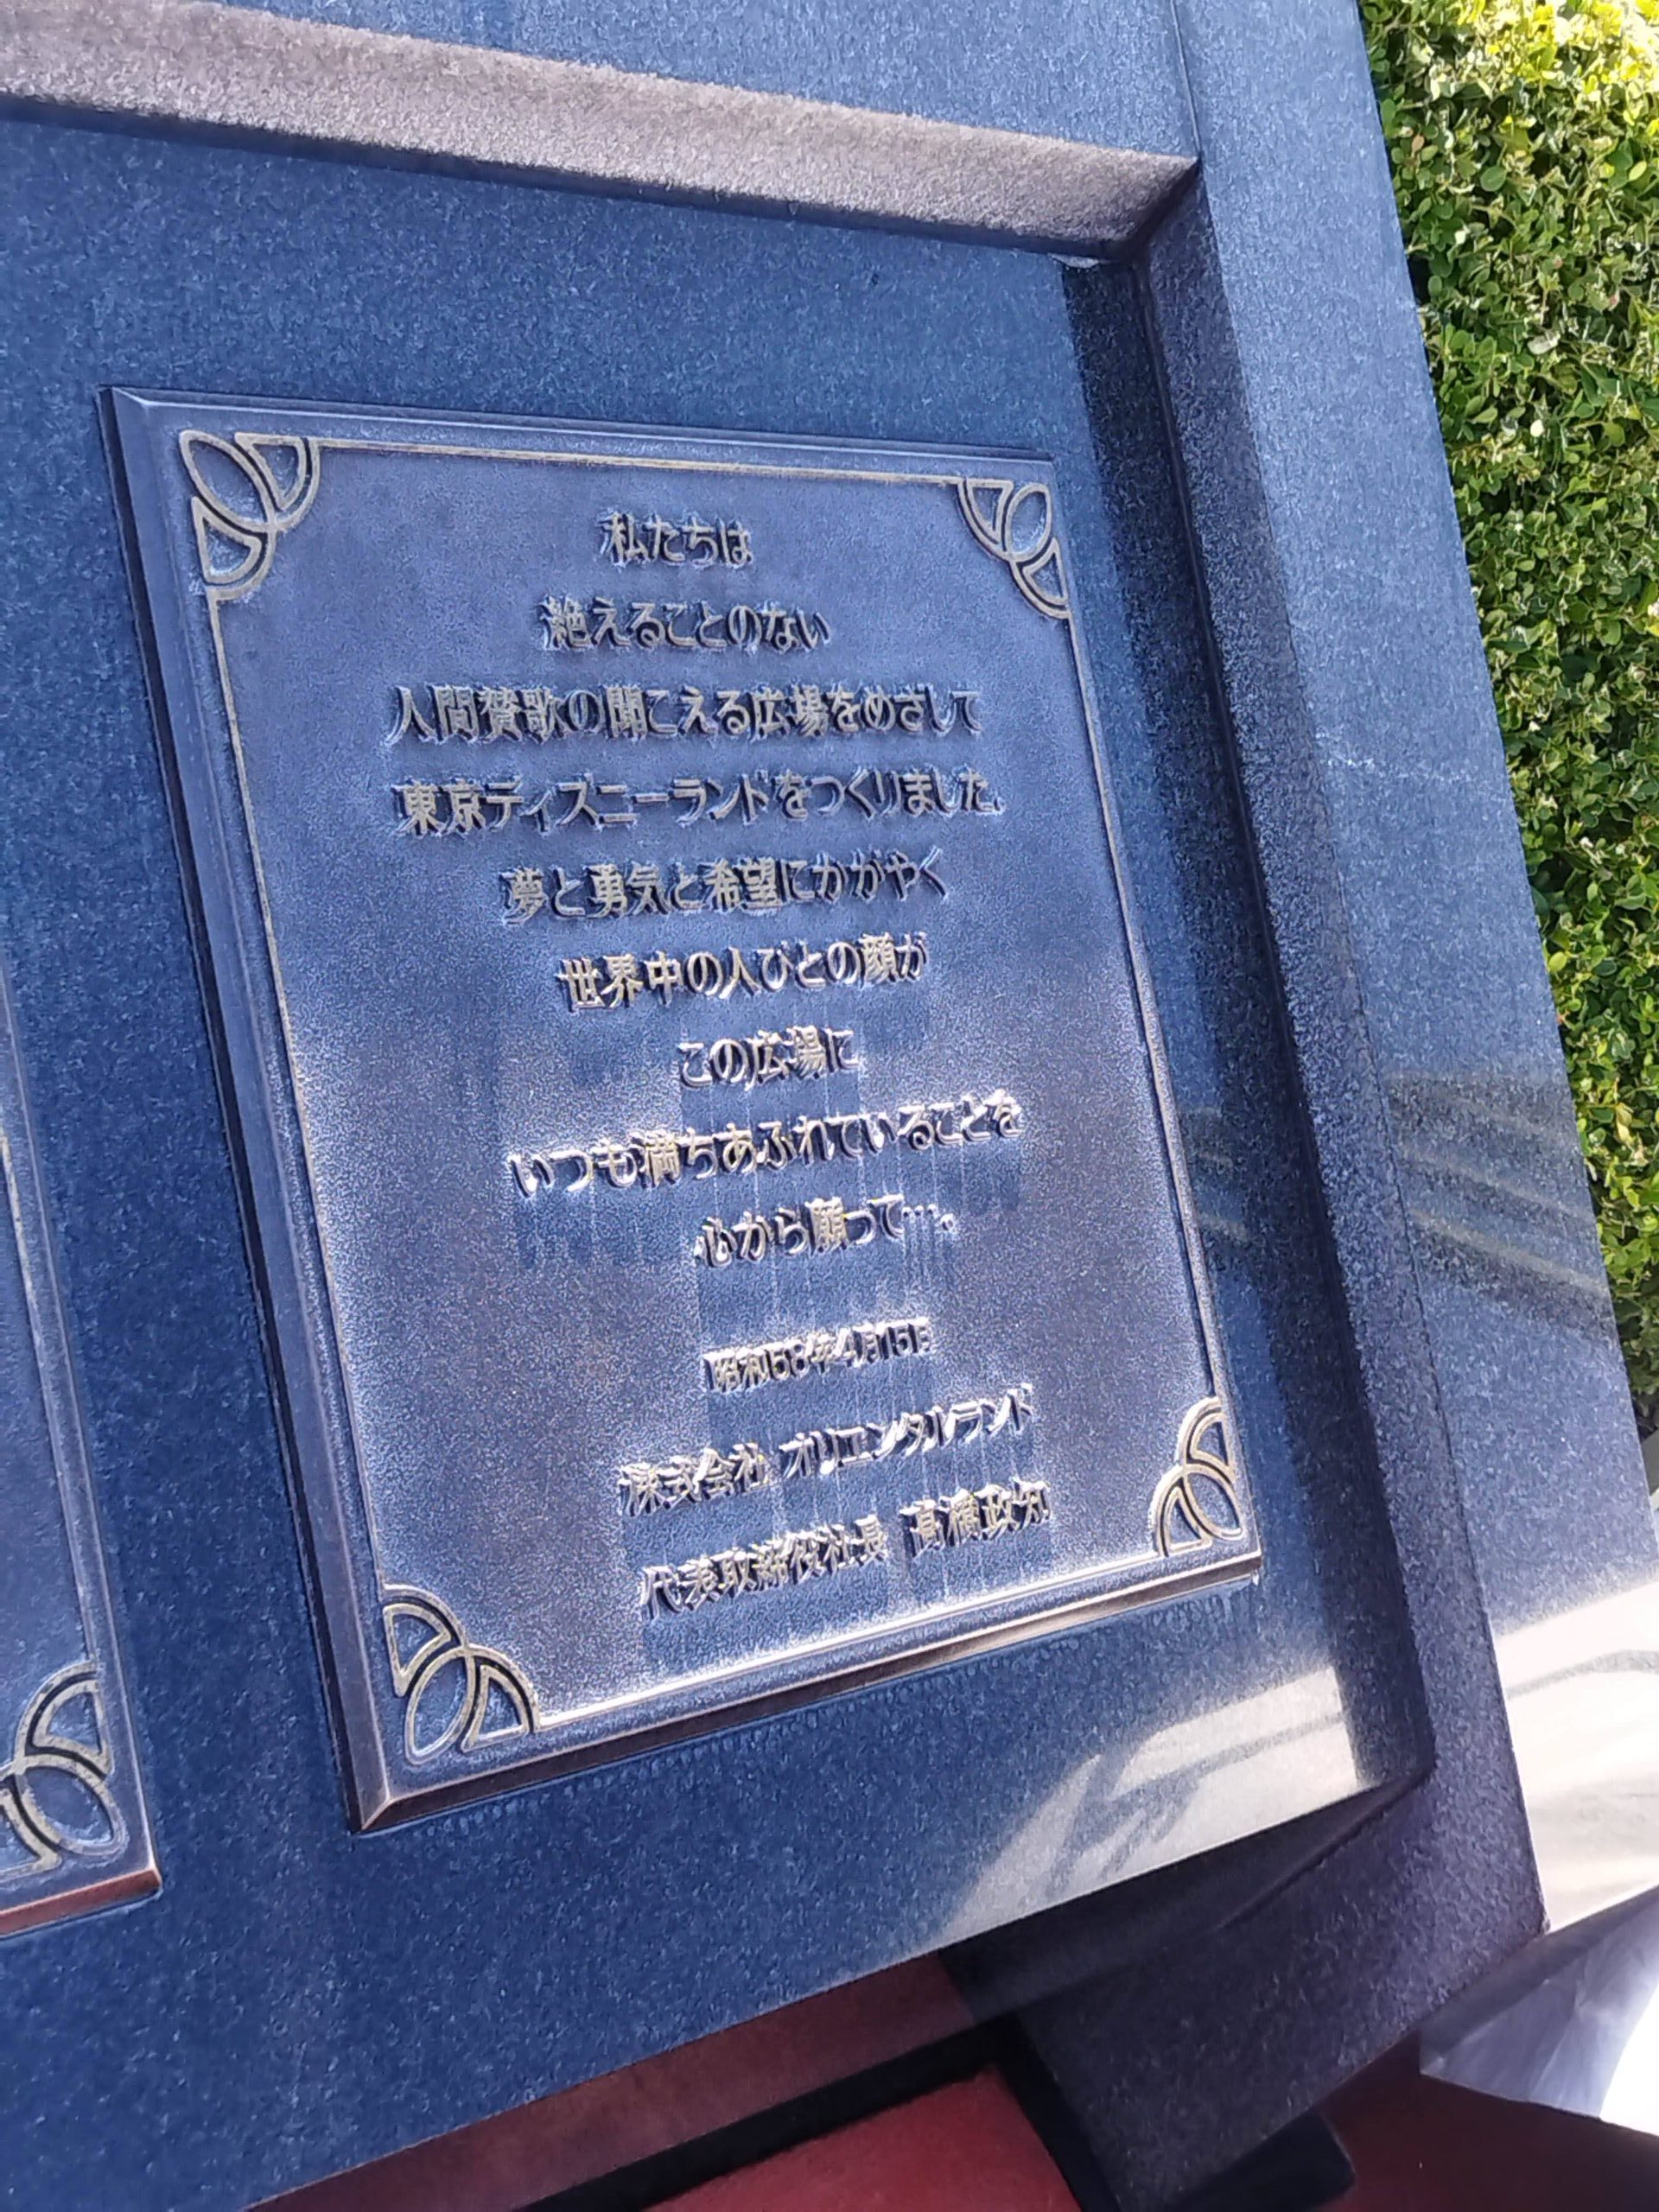 私たちは
絶えることのない
人間賛歌の聞こえる広場をめざして
東京ディズニーランドをつくりました。
夢と勇気と希望にかがやく
世界中の人びとの顔が
この広場に
いつも満ちあふれていることを
心から願って…。
昭和58年4月15日
株式会社 オリエンタルランド
代表取締役社長 髙橋政知